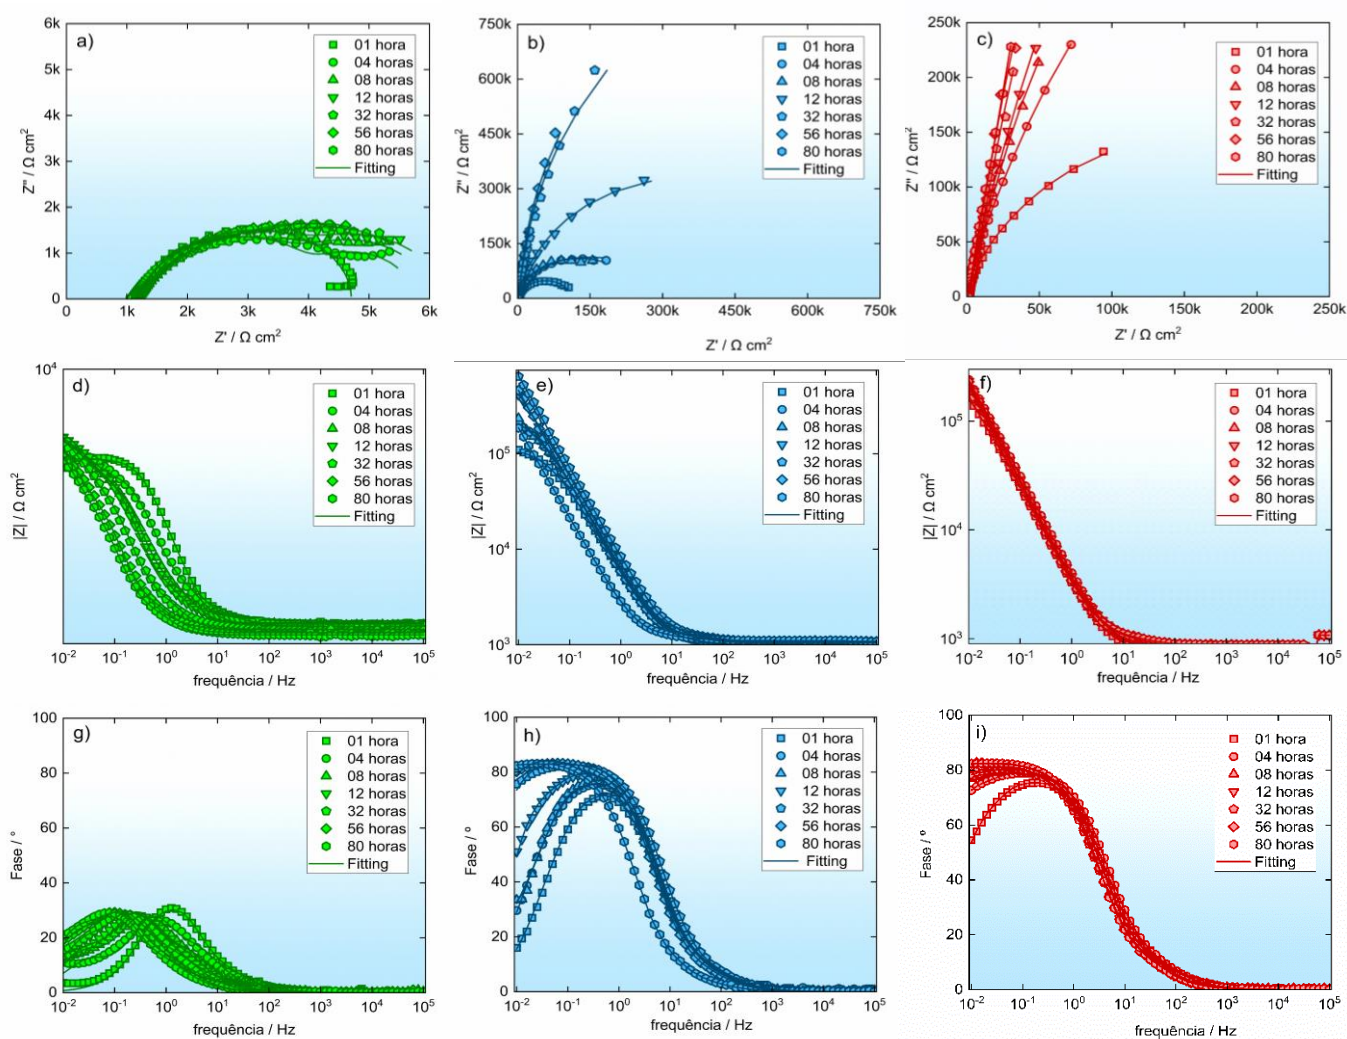 a)
6k
5k
4k
3k
2k
1k
0
Z'' / Ω cm²
01 hora
04 horas
08 horas
12 horas
32 horas
56 horas
80 horas
Fitting
0 1k 2k 3k 4k 5k 6k
Z' / Ω cm²
b)
750k
600k
450k
300k
150k
0
Z'' / Ω cm²
01 hora
04 horas
08 horas
12 horas
32 horas
56 horas
80 horas
Fitting
0 150k 300k 450k 600k 750k
Z' / Ω cm²
c)
250k
200k
150k
100k
50k
0
Z'' / Ω cm²
01 hora
04 horas
08 horas
12 horas
32 horas
56 horas
80 horas
Fitting
0 50k 100k 150k 200k 250k
Z' / Ω cm²
d)
10⁴
|Z| / Ω cm²
01 hora
04 horas
08 horas
12 horas
32 horas
56 horas
80 horas
Fitting
10⁻² 10⁻¹ 10⁰ 10¹ 10² 10³ 10⁴ 10⁵
frequência / Hz
e)
10⁵
10⁴
10³
|Z| / Ω cm²
01 hora
04 horas
08 horas
12 horas
32 horas
56 horas
80 horas
Fitting
10⁻² 10⁻¹ 10⁰ 10¹ 10² 10³ 10⁴ 10⁵
frequência / Hz
f)
10⁵
10⁴
10³
|Z| / Ω cm²
01 hora
04 horas
08 horas
12 horas
32 horas
56 horas
80 horas
Fitting
10⁻² 10⁻¹ 10⁰ 10¹ 10² 10³ 10⁴ 10⁵
frequência / Hz
g)
100
80
60
40
20
0
Fase / º
01 hora
04 horas
08 horas
12 horas
32 horas
56 horas
80 horas
Fitting
10⁻² 10⁻¹ 10⁰ 10¹ 10² 10³ 10⁴ 10⁵
frequência / Hz
h)
100
80
60
40
20
0
Fase / º
01 hora
04 horas
08 horas
12 horas
32 horas
56 horas
80 horas
Fitting
10⁻² 10⁻¹ 10⁰ 10¹ 10² 10³ 10⁴ 10⁵
frequência / Hz
i)
100
80
60
40
20
0
Fase / º
01 hora
04 horas
08 horas
12 horas
32 horas
56 horas
80 horas
Fitting
10⁻² 10⁻¹ 10⁰ 10¹ 10² 10³ 10⁴ 10⁵
frequência / Hz